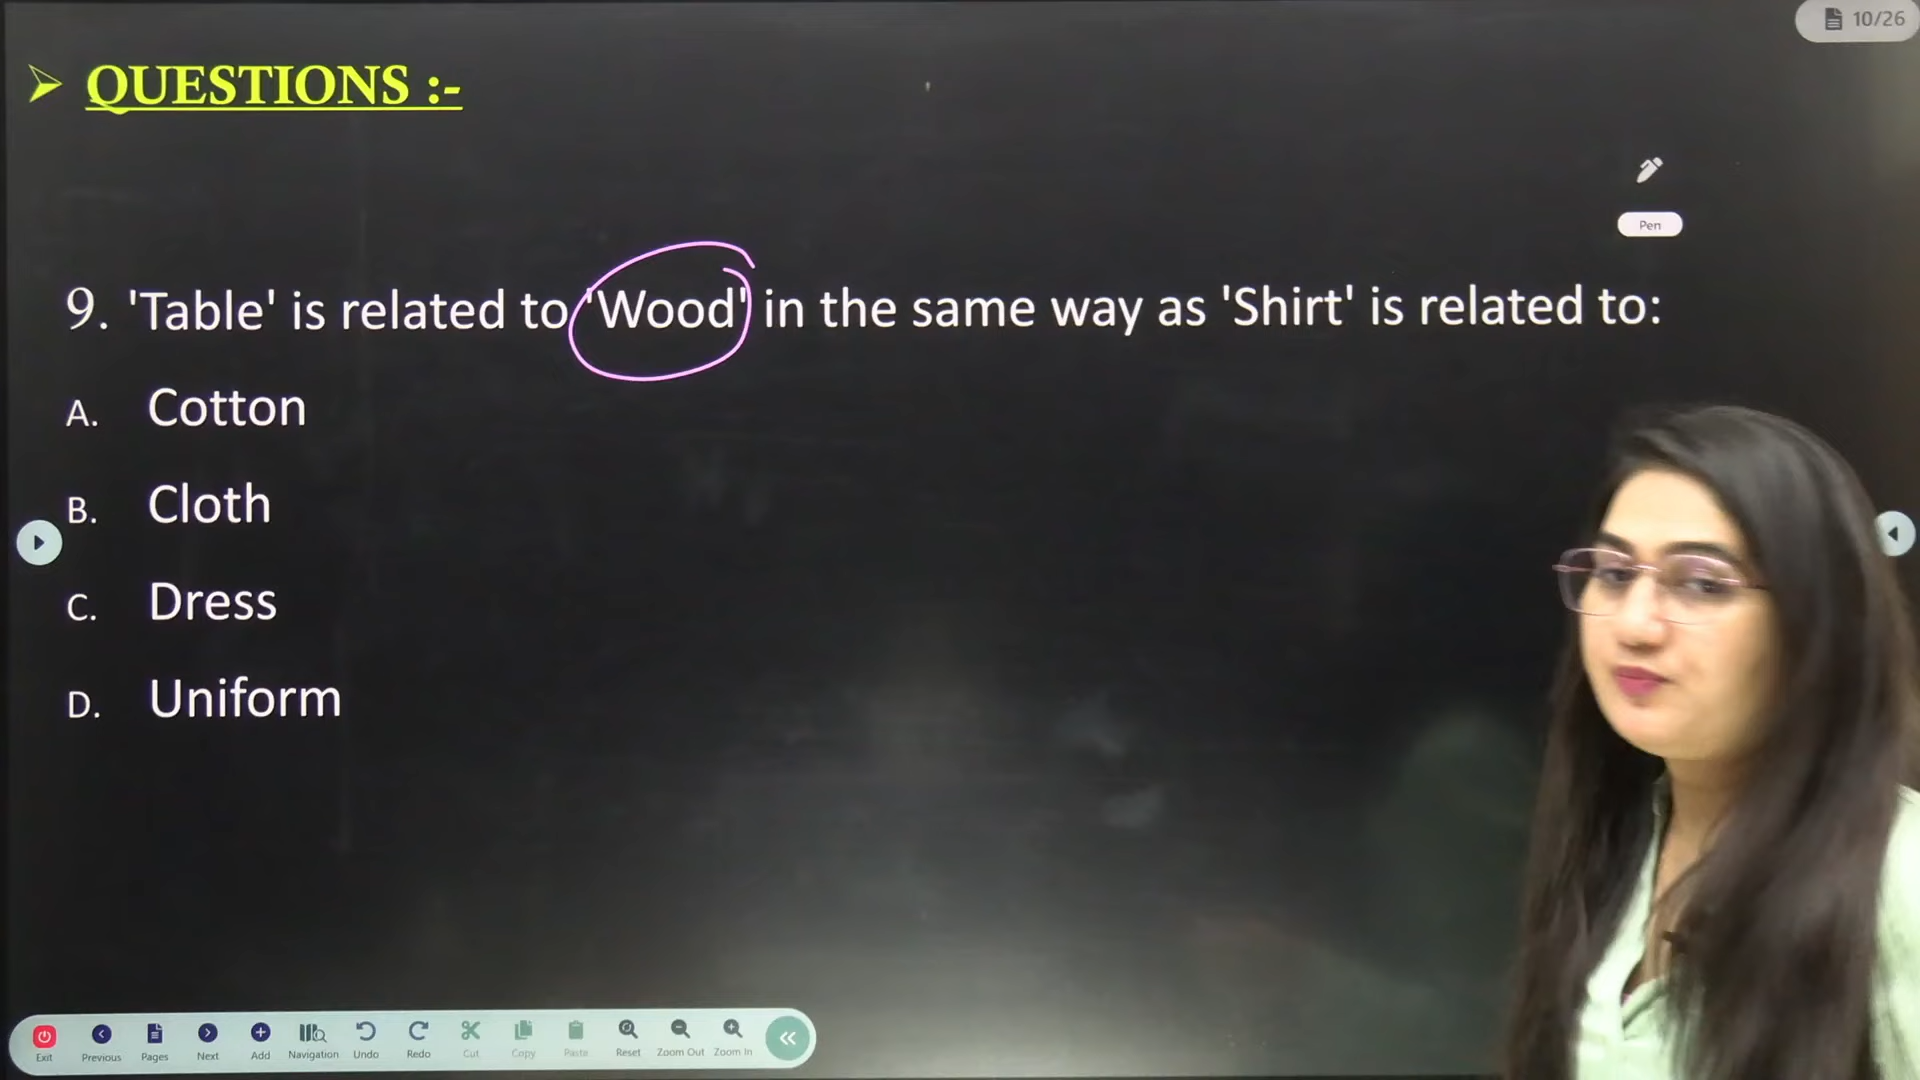 10/26
➢ QUESTIONS :-
Pen
9. 'Table' is related to 'Wood' in the same way as 'Shirt' is related to:
A. Cotton
B. Cloth
C. Dress
D. Uniform
Exit Previous Pages Next Add Navigation Undo Redo Cut Copy Paste Reset Zoom Out Zoom In